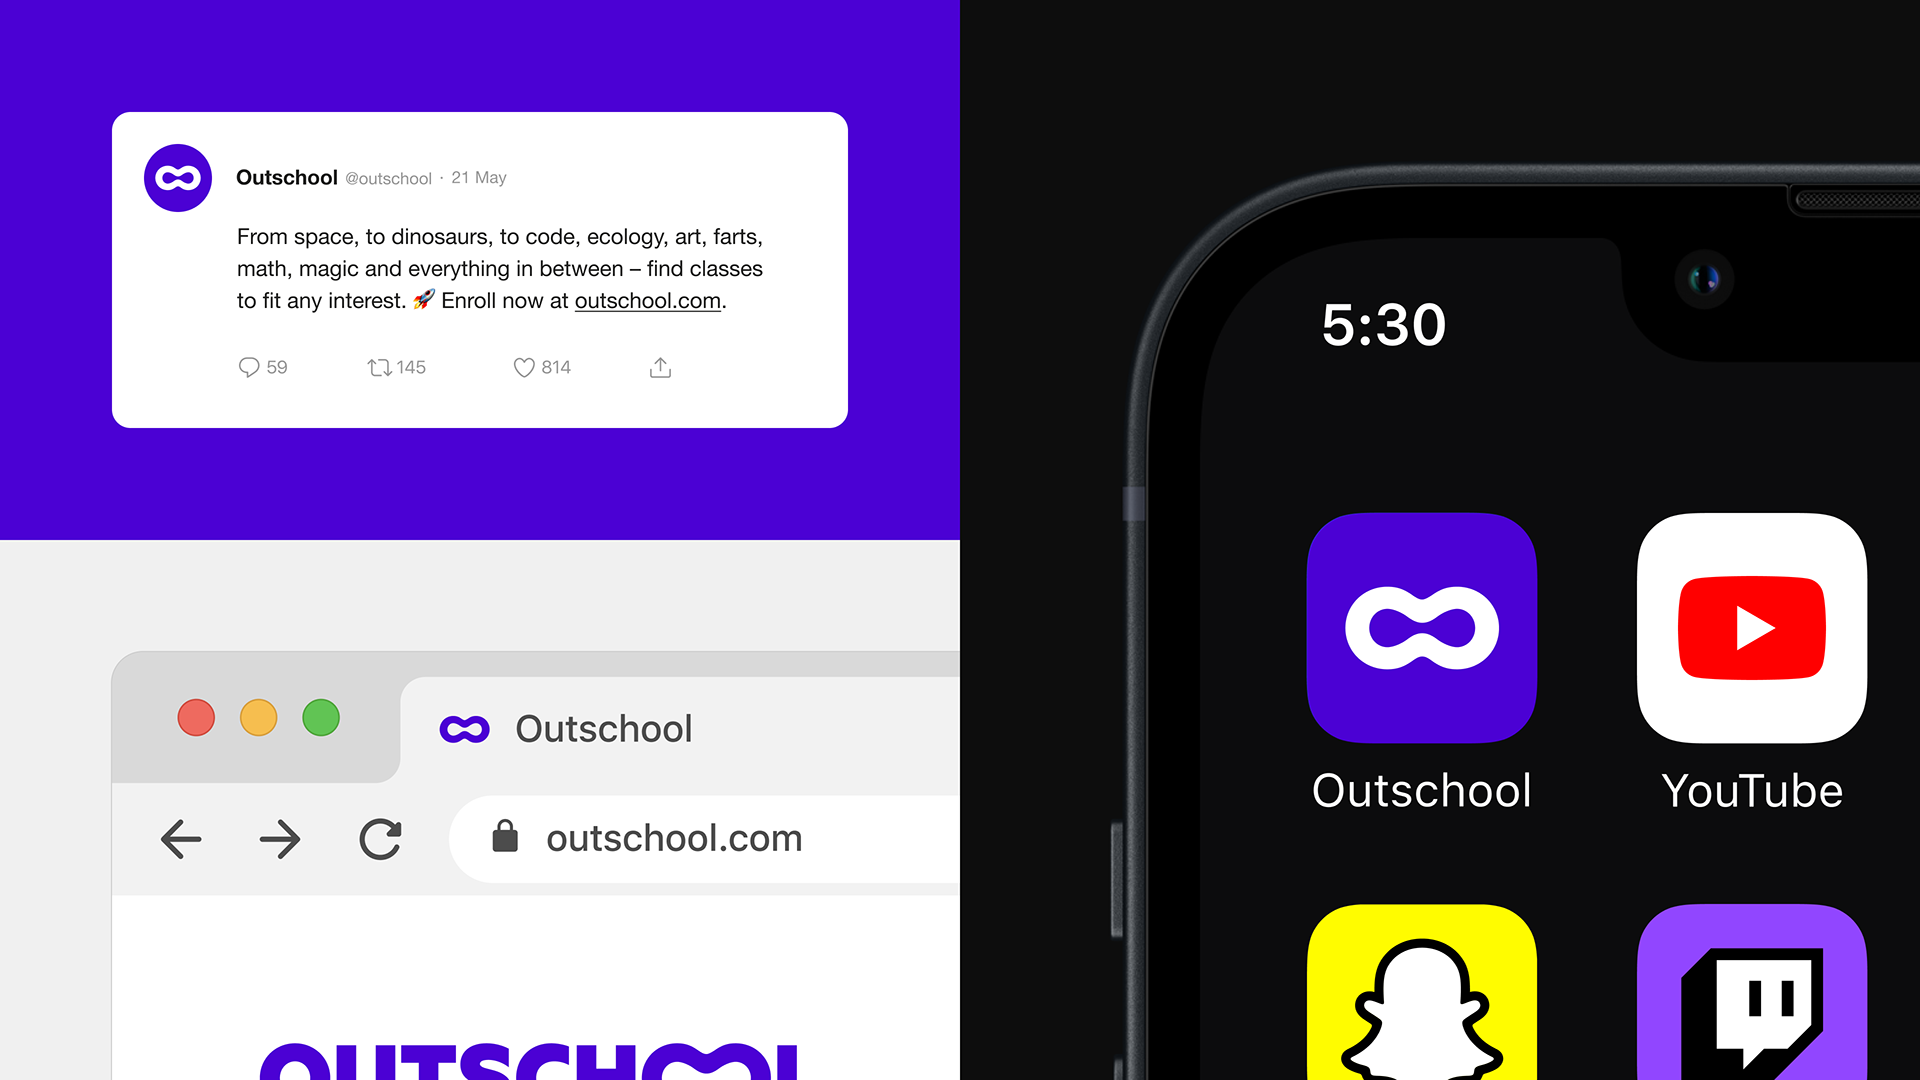 Outschool @outschool · 21 May
From space, to dinosaurs, to code, ecology, art, farts,
math, magic and everything in between – find classes
to fit any interest. 🚀 Enroll now at outschool.com.
59 145 814
Outschool
outschool.com
OUTSCHOOL
5:30
Outschool YouTube